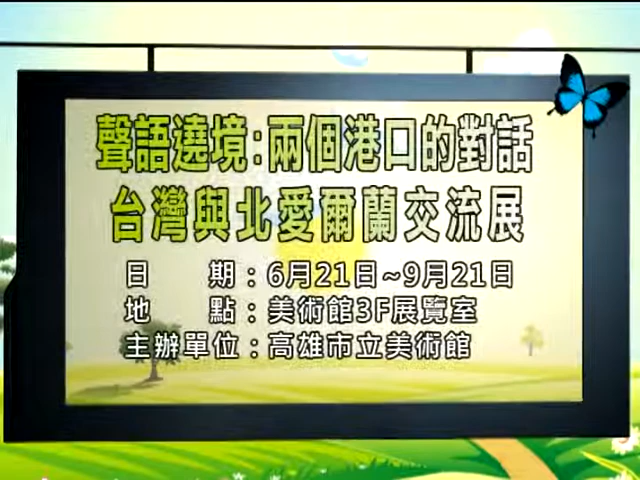 聲語遶境:兩個港口的對話
台灣與北愛爾蘭交流展
日　　期：6月21日~9月21日
地　　點：美術館3F展覽室
主辦單位：高雄市立美術館